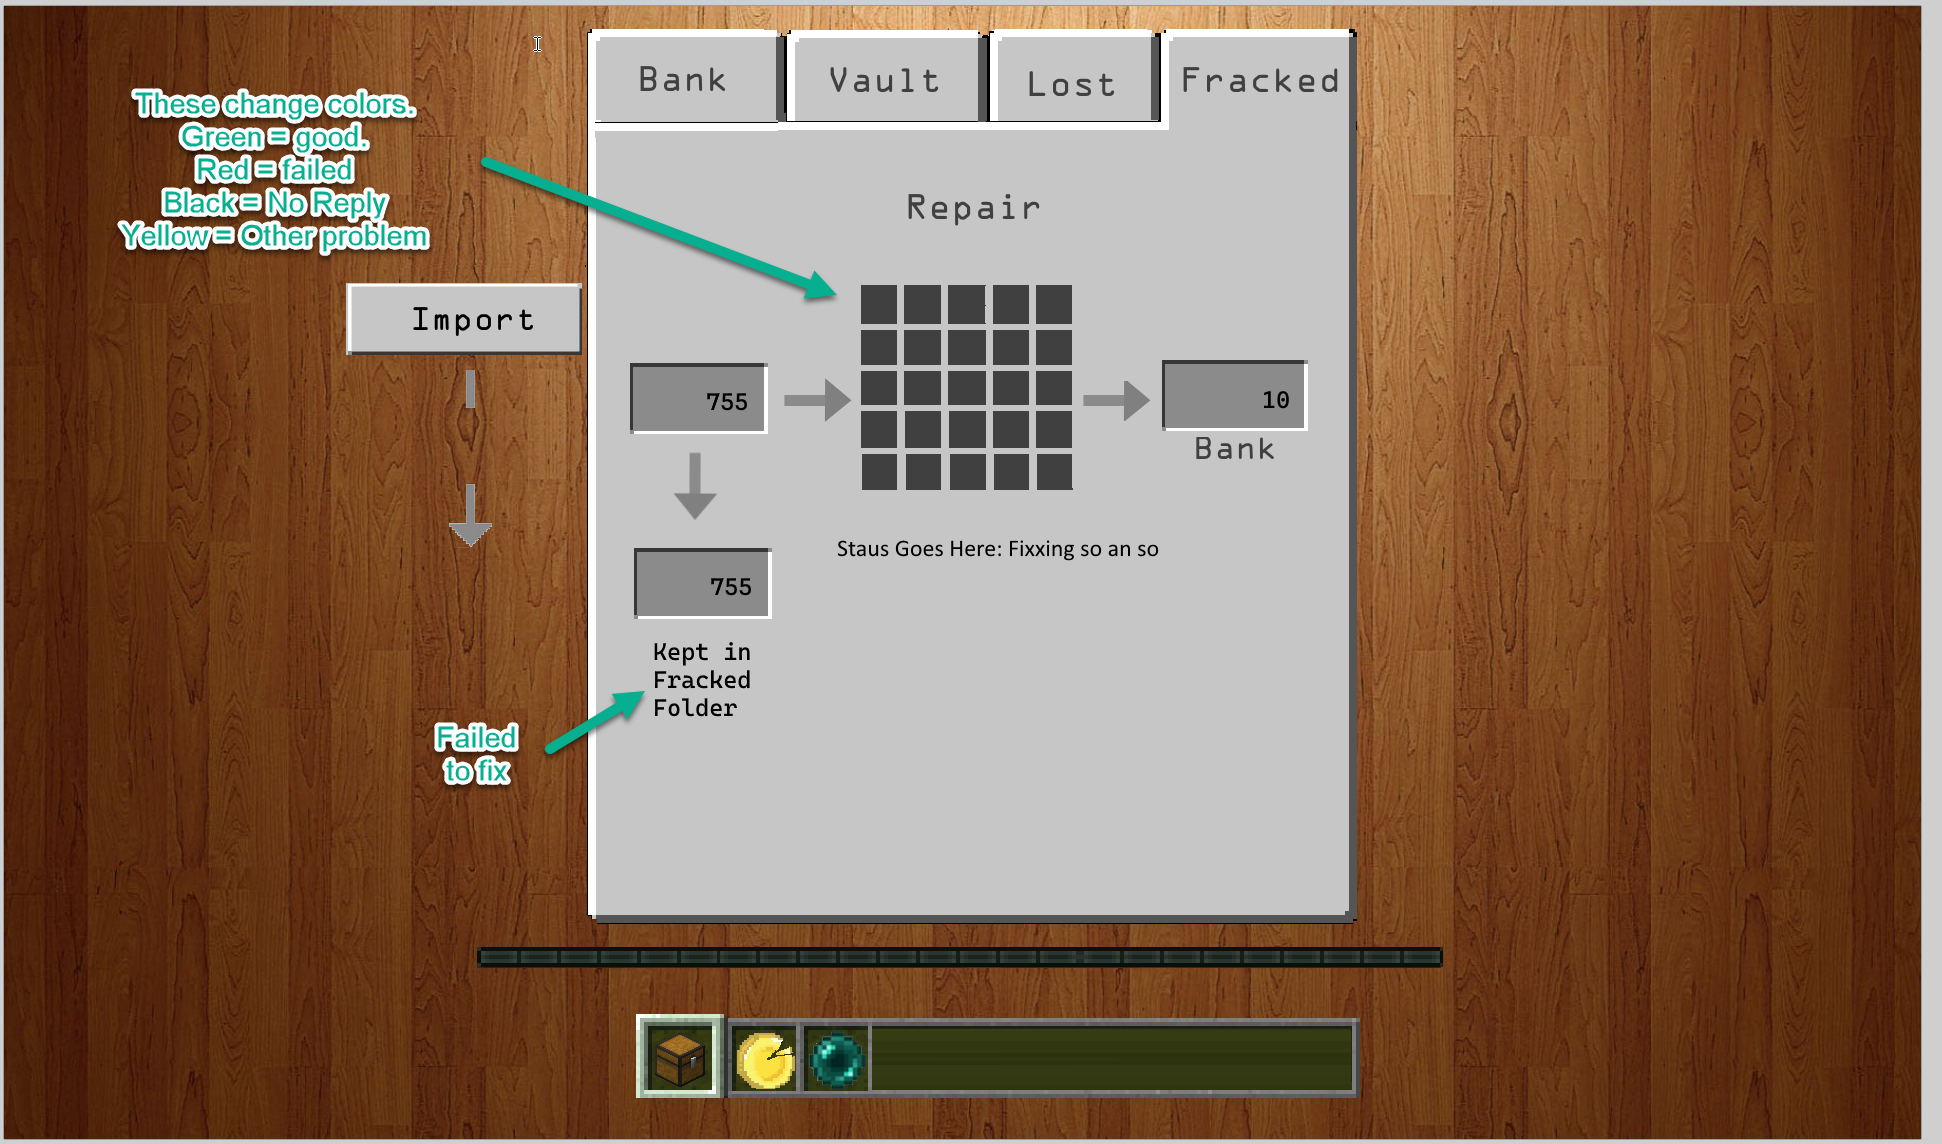 Bank
Vault
Lost
Fracked
These change colors.
Green = good.
Red = failed
Black = No Reply
Yellow = Other problem
Repair
Import
755
10
Bank
Staus Goes Here: Fixxing so an so
755
Kept in
Fracked
Folder
Failed
to fix